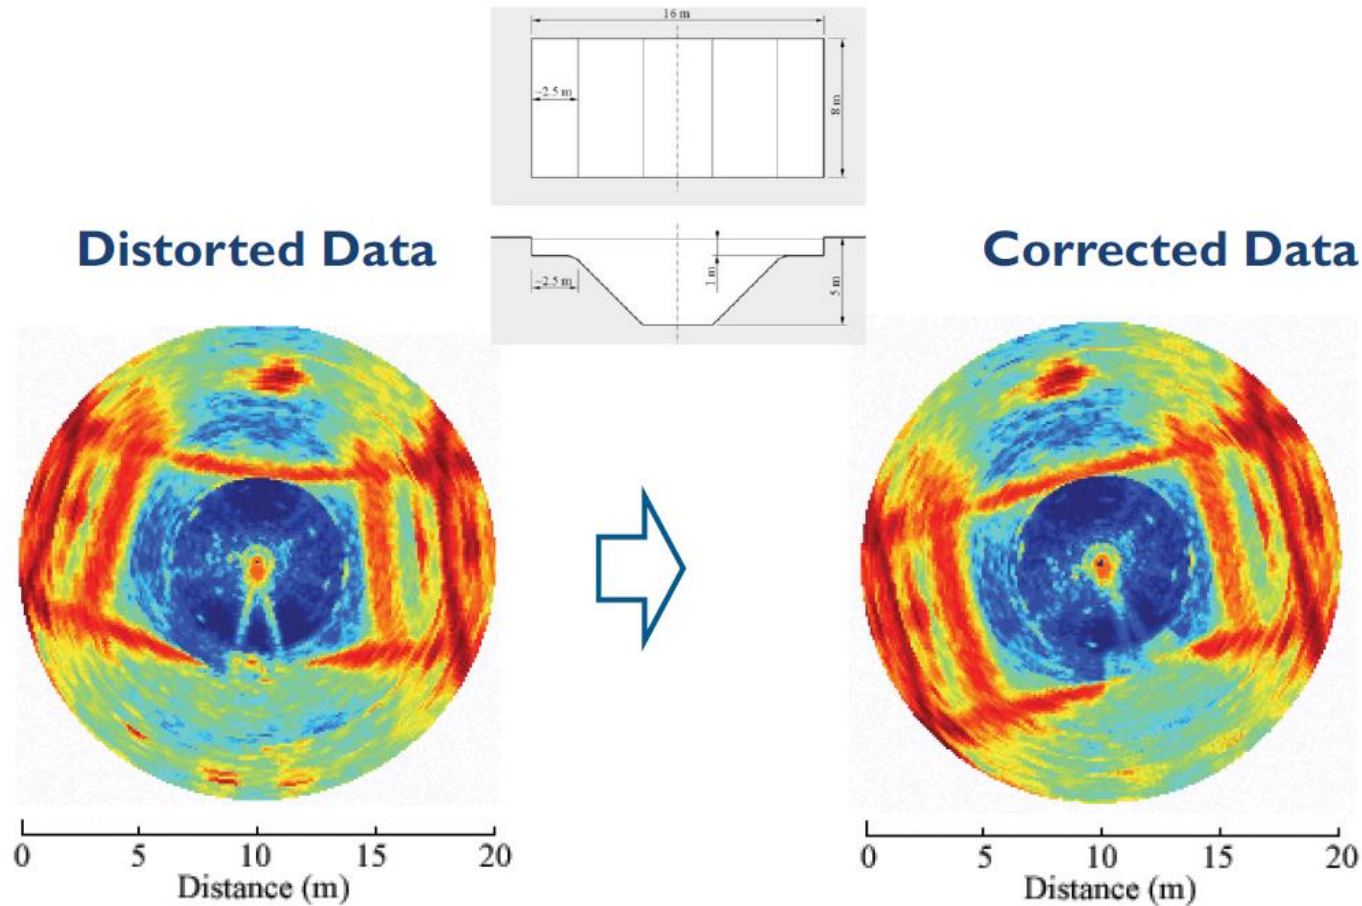 16 m
~2.5 m
8 m
Distorted Data
Corrected Data
~2.5 m
1 m
5 m
0 5 10 15 20
Distance (m)
0 5 10 15 20
Distance (m)